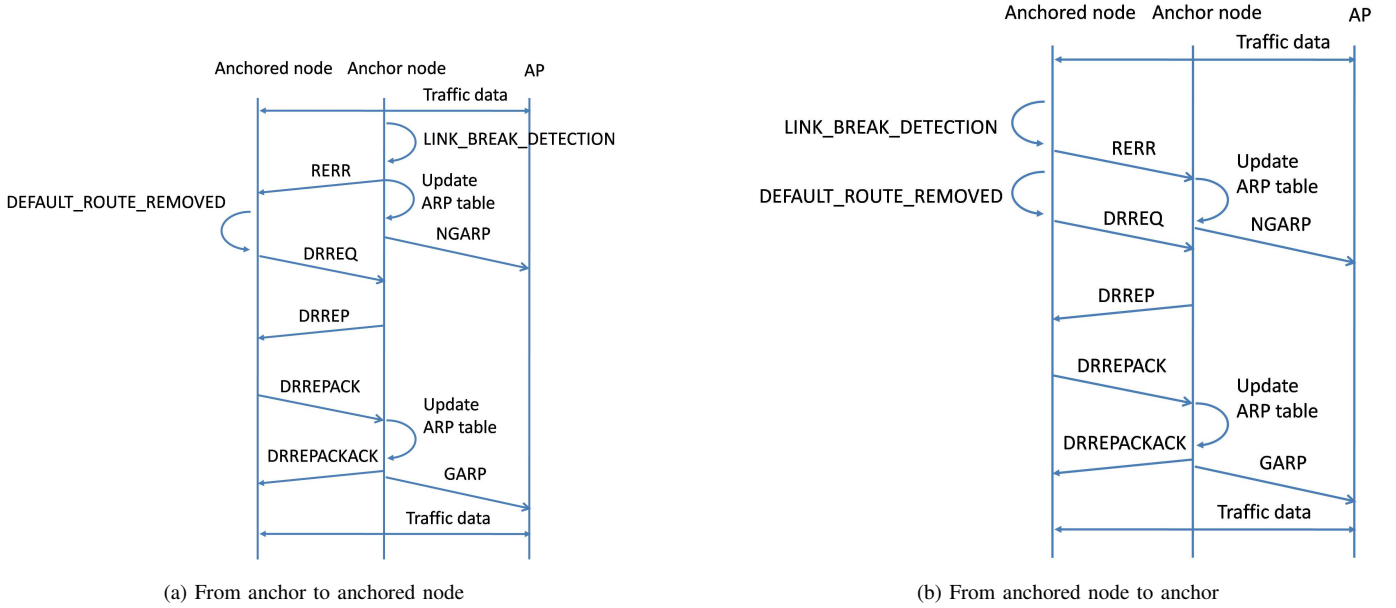 Anchored node
Anchor node
AP
Traffic data
LINK_BREAK_DETECTION
RERR
Update
ARP table
DEFAULT_ROUTE_REMOVED
NGARP
DRREQ
DRREP
DRREPACK
Update
ARP table
DRREPACKACK
GARP
Traffic data
(a) From anchor to anchored node
Anchored node
Anchor node
AP
Traffic data
LINK_BREAK_DETECTION
RERR
Update
ARP table
DEFAULT_ROUTE_REMOVED
DRREQ
NGARP
DRREP
DRREPACK
Update
ARP table
DRREPACKACK
GARP
Traffic data
(b) From anchored node to anchor